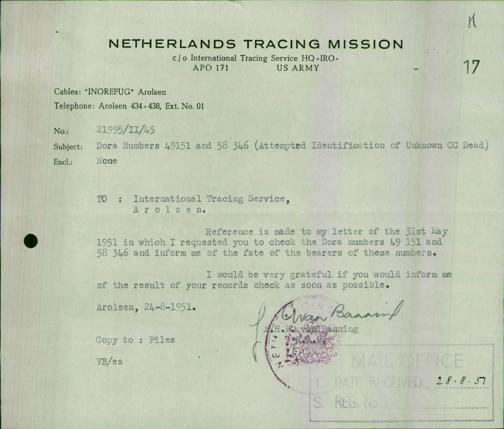 17
NETHERLANDS TRACING MISSION
c/o International Tracing Service HQ-IRO-
APO 171 US ARMY
Cables: "INOREFUG" Arolsen
Telephone: Arolsen 434-438, Ext. No. 01
No.: 21995/II/45
Subject: Dora Numbers 49151 and 58 346 (Attempted Identification of Unknown CC Dead)
Encl.: None
TO : International Tracing Service,
A r o l s e n.
Reference is made to my letter of the 31st May
1951 in which I requested you to check the Dora numbers 49 151 and
58 346 and inform me of the fate of the bearers of these numbers.
I would be very grateful if you would inform me
of the result of your records check as soon as possible.
Arolsen, 24-8-1951.
Banning
Copy to : Files
VB/es
MAIL OFFICE
DATE RECEIVED 28-8-51
S. REG. No.